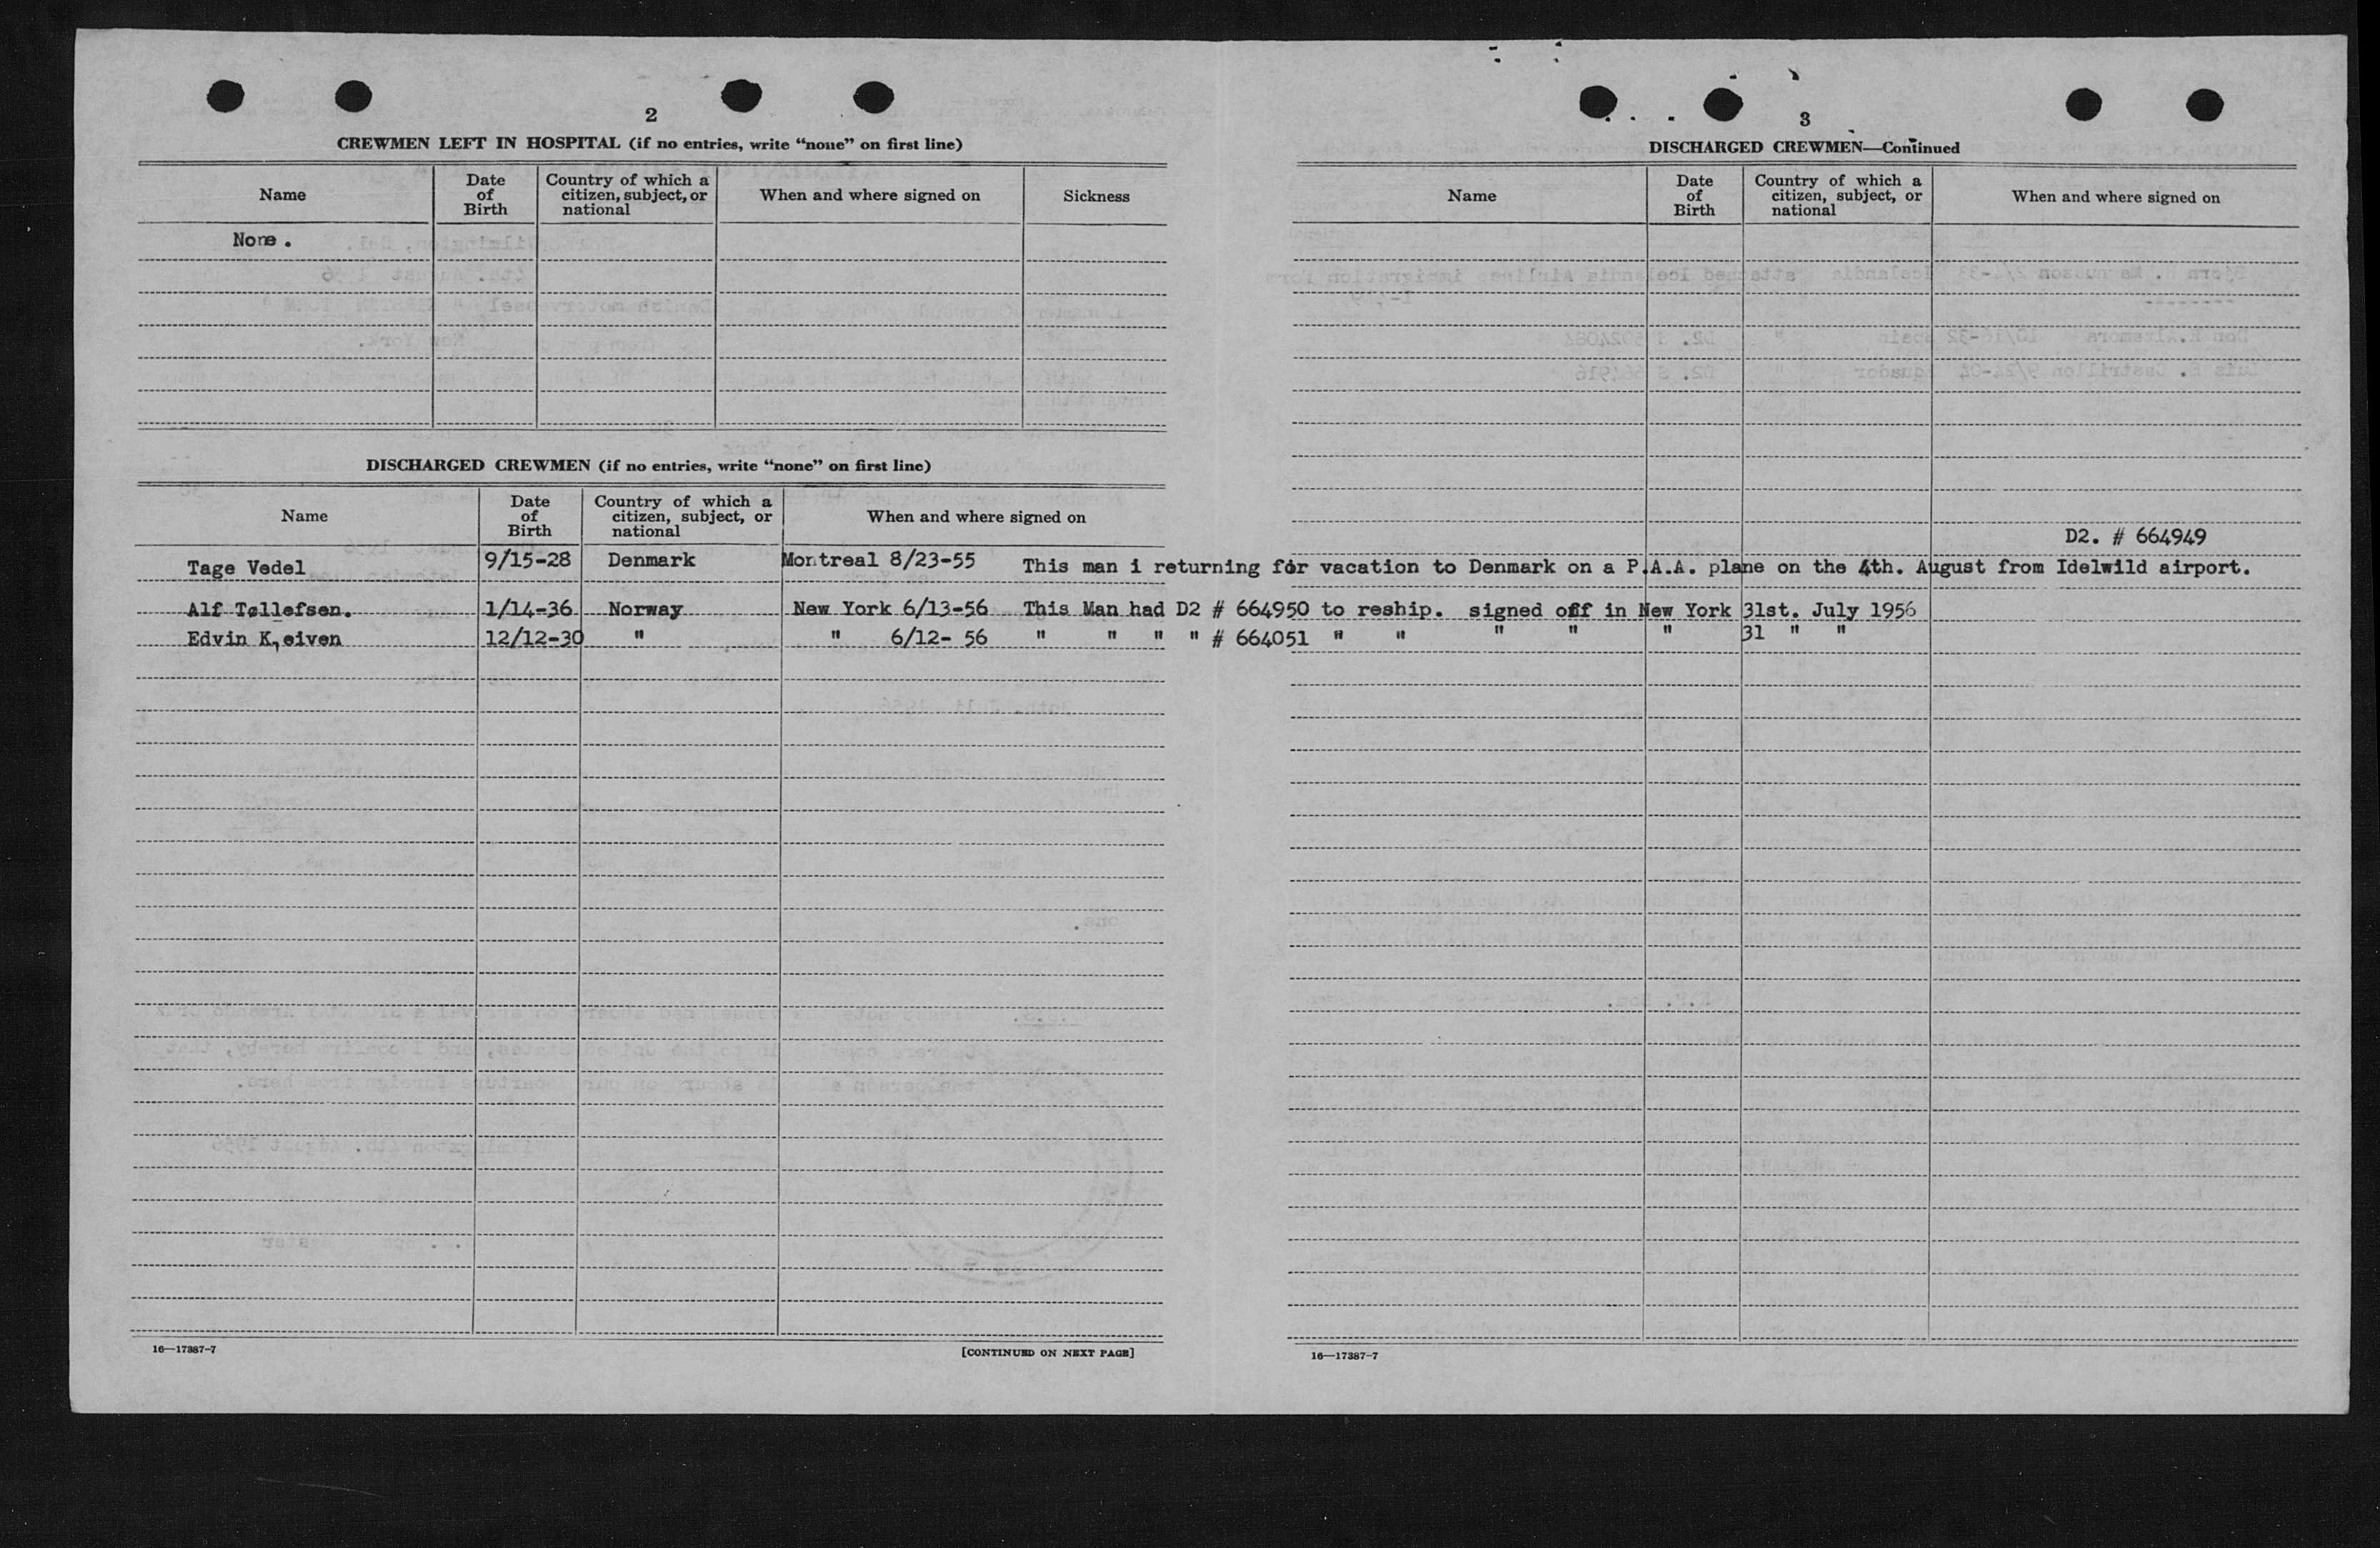 2
CREWMEN LEFT IN HOSPITAL (if no entries, write “none” on first line)
Name
Date of Birth
Country of which a citizen, subject, or national
When and where signed on
Sickness
None.
DISCHARGED CREWMEN (if no entries, write “none” on first line)
Name
Date of Birth
Country of which a citizen, subject, or national
When and where signed on
Tage Vedel 9/15-28 Denmark Montreal 8/23-55 This man i returning for vacation to Denmark on a P.A.A. plane on the 4th. August from Idelwild airport.
Alf Tøllefsen. 1/14-36 Norway New York 6/13-56 This Man had D2 # 664950 to reship. signed off in New York 31st. July 1956
Edvin K,eiven 12/12-30 " " 6/12- 56 " " " " # 664051 " " " " " 31 " "
16—17387-7
[CONTINUED ON NEXT PAGE]
3
DISCHARGED CREWMEN—Continued
Name
Date of Birth
Country of which a citizen, subject, or national
When and where signed on
D2. # 664949
16—17387-7